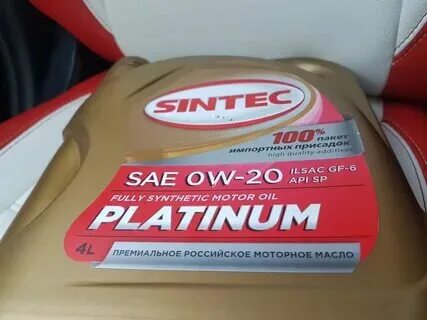 SINTEC
100% пакет
импортных присадок
high quality additives
SAE 0W-20 ILSAC GF-6
API SP
FULLY SYNTHETIC MOTOR OIL
PLATINUM
4L ПРЕМИАЛЬНОЕ РОССИЙСКОЕ МОТОРНОЕ МАСЛО